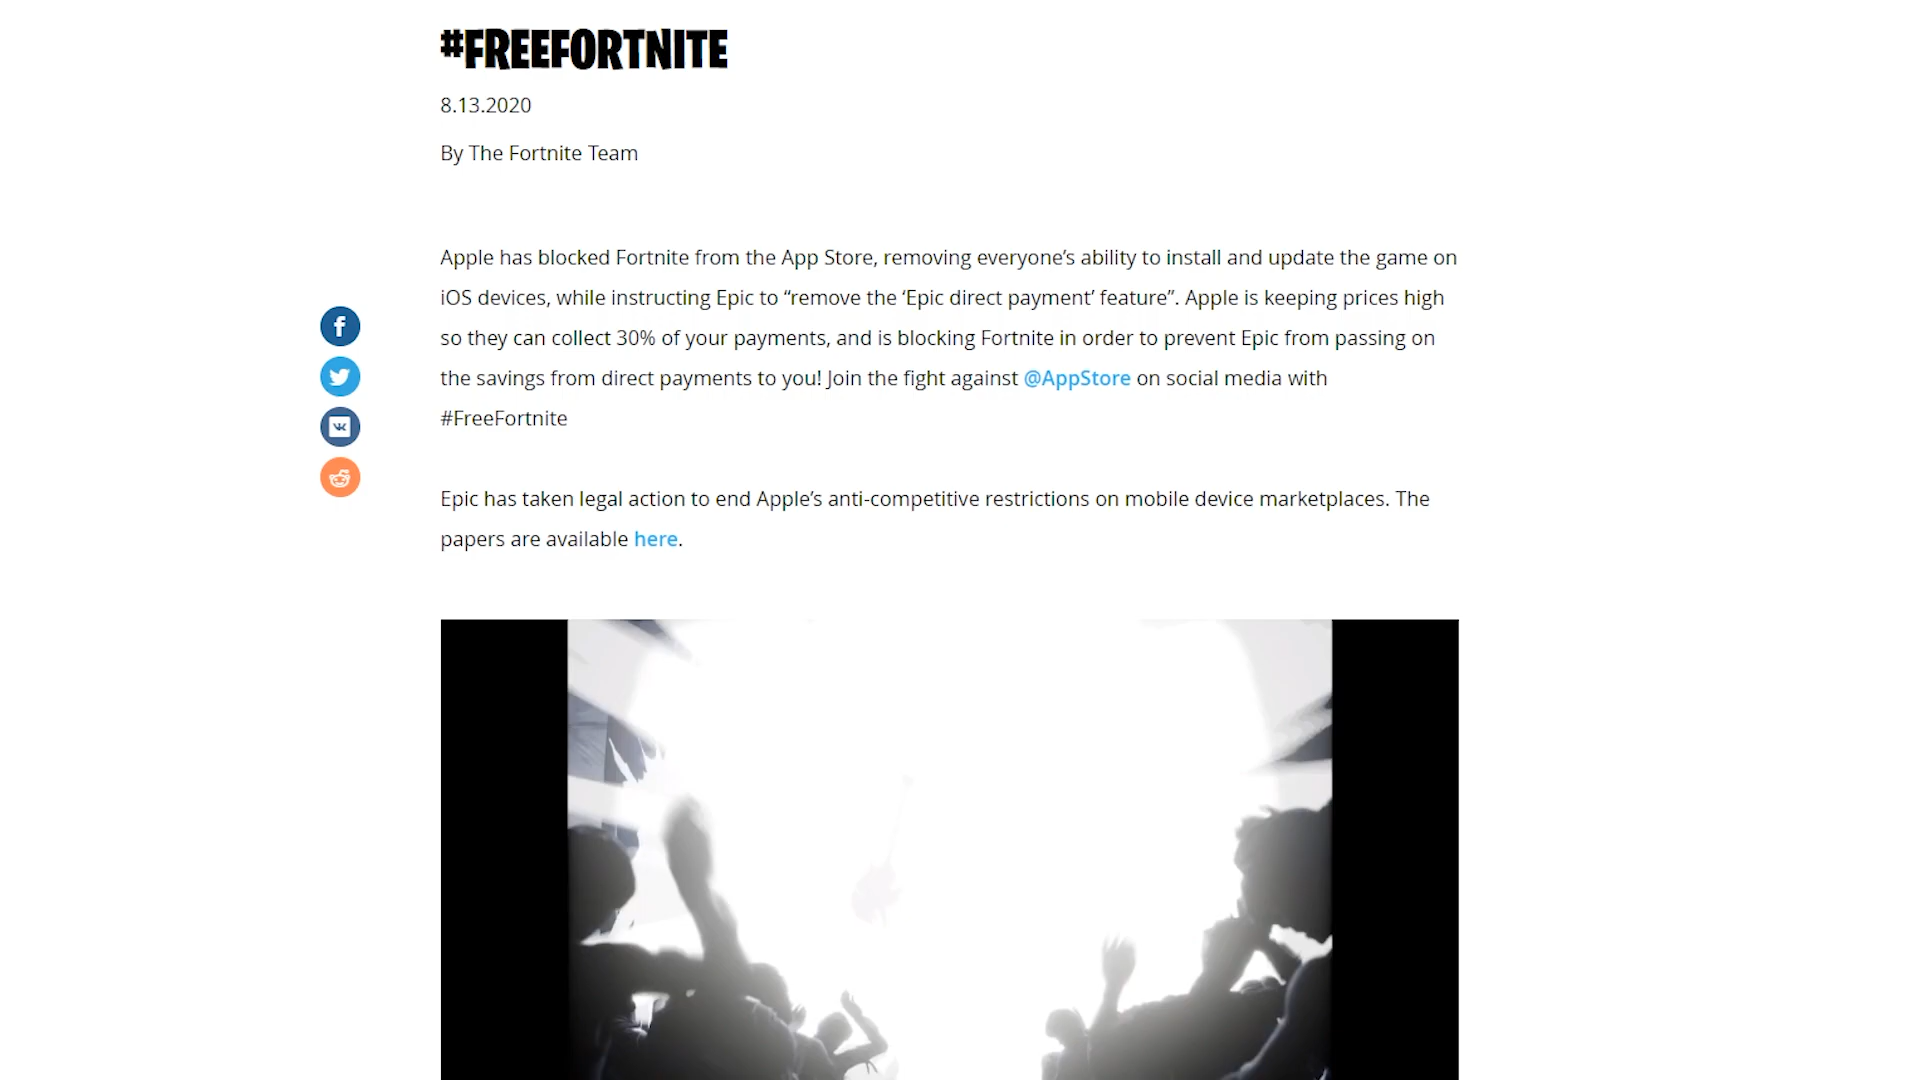 #FREEFORTNITE
8.13.2020
By The Fortnite Team
Apple has blocked Fortnite from the App Store, removing everyone’s ability to install and update the game on
iOS devices, while instructing Epic to “remove the ‘Epic direct payment’ feature”. Apple is keeping prices high
so they can collect 30% of your payments, and is blocking Fortnite in order to prevent Epic from passing on
the savings from direct payments to you! Join the fight against @AppStore on social media with
#FreeFortnite
Epic has taken legal action to end Apple’s anti-competitive restrictions on mobile device marketplaces. The
papers are available here.